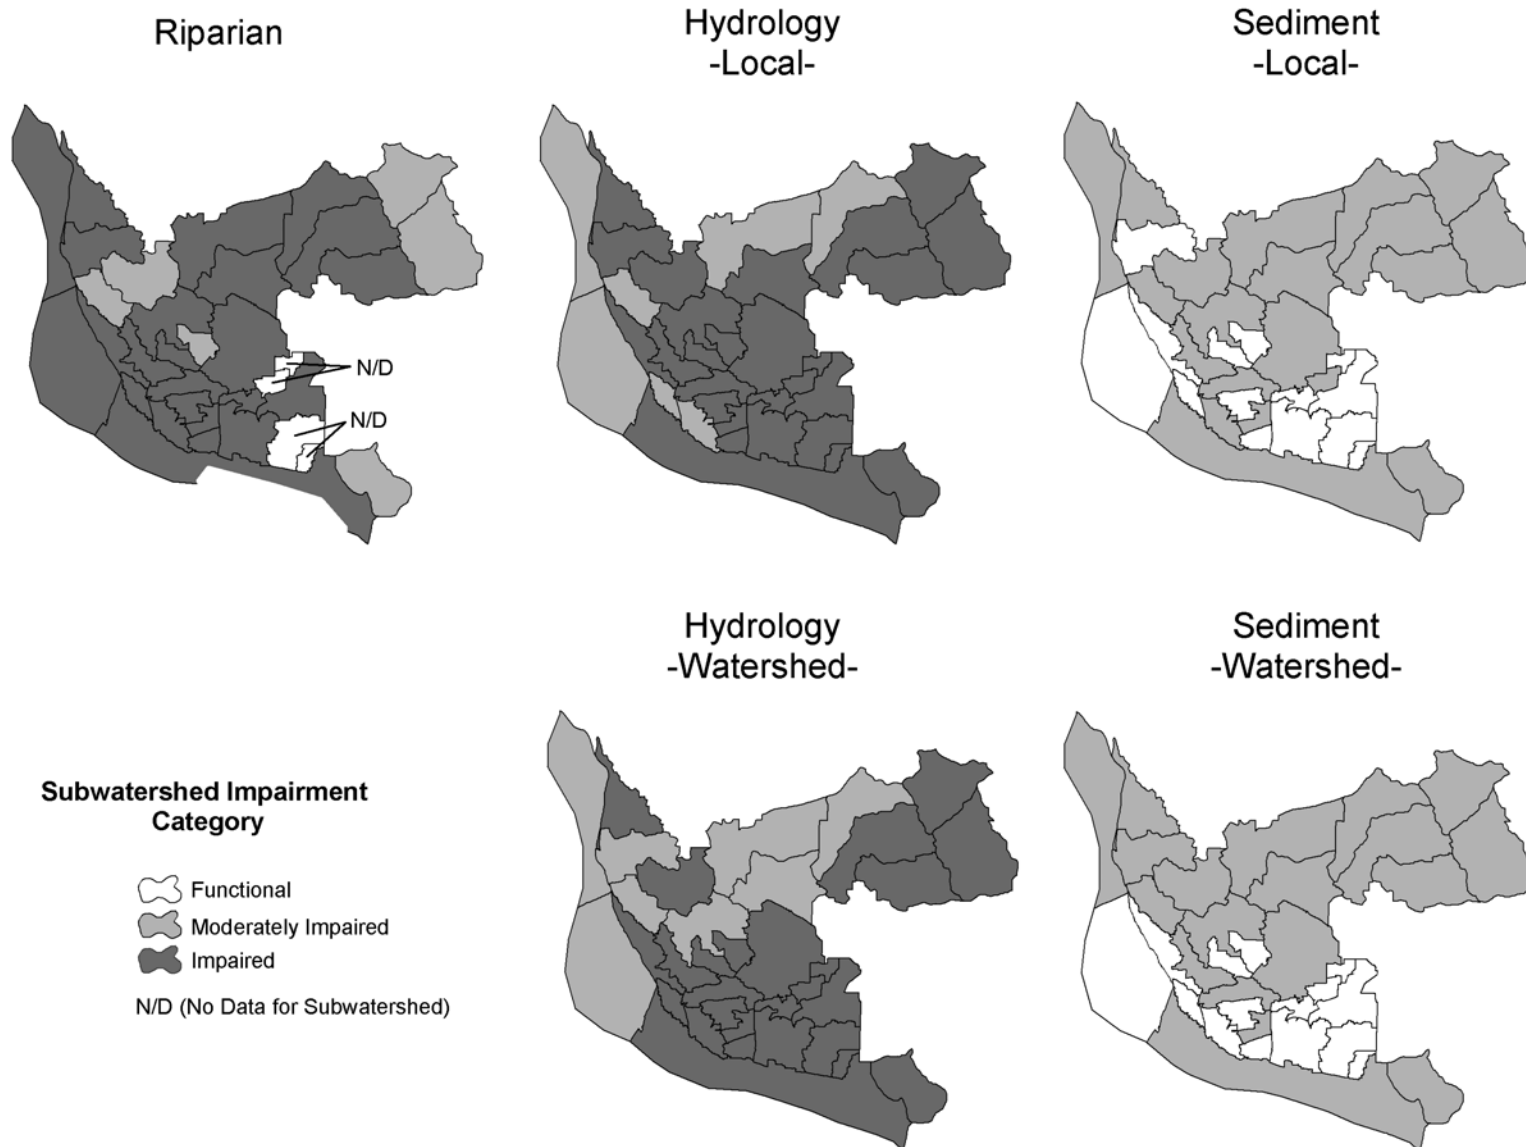 Riparian
Hydrology
-Local-
Sediment
-Local-
N/D
N/D
Hydrology
-Watershed-
Sediment
-Watershed-
Subwatershed Impairment
Category
Functional
Moderately Impaired
Impaired
N/D (No Data for Subwatershed)